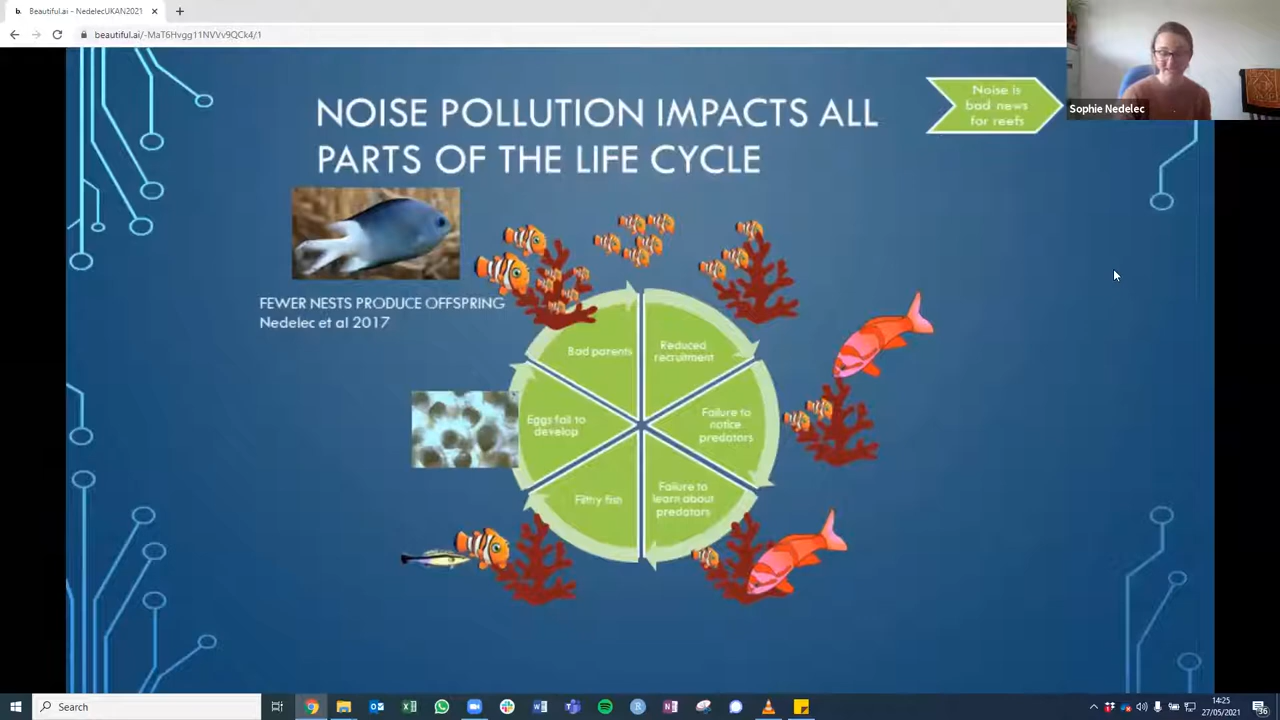 Beautiful.ai - NedelecUKAN2021
beautiful.ai/-MaT6Hvgg11NVVv9QCk4/1
Noise is
bad news
for reefs
Sophie Nedelec
NOISE POLLUTION IMPACTS ALL
PARTS OF THE LIFE CYCLE
FEWER NESTS PRODUCE OFFSPRING
Nedelec et al 2017
Bad parents
Reduced
recruitment
Eggs fail to
develop
Failure to
notice
predators
Filthy fish
Failure to
learn about
predators
Search
14:25
27/05/2021
36